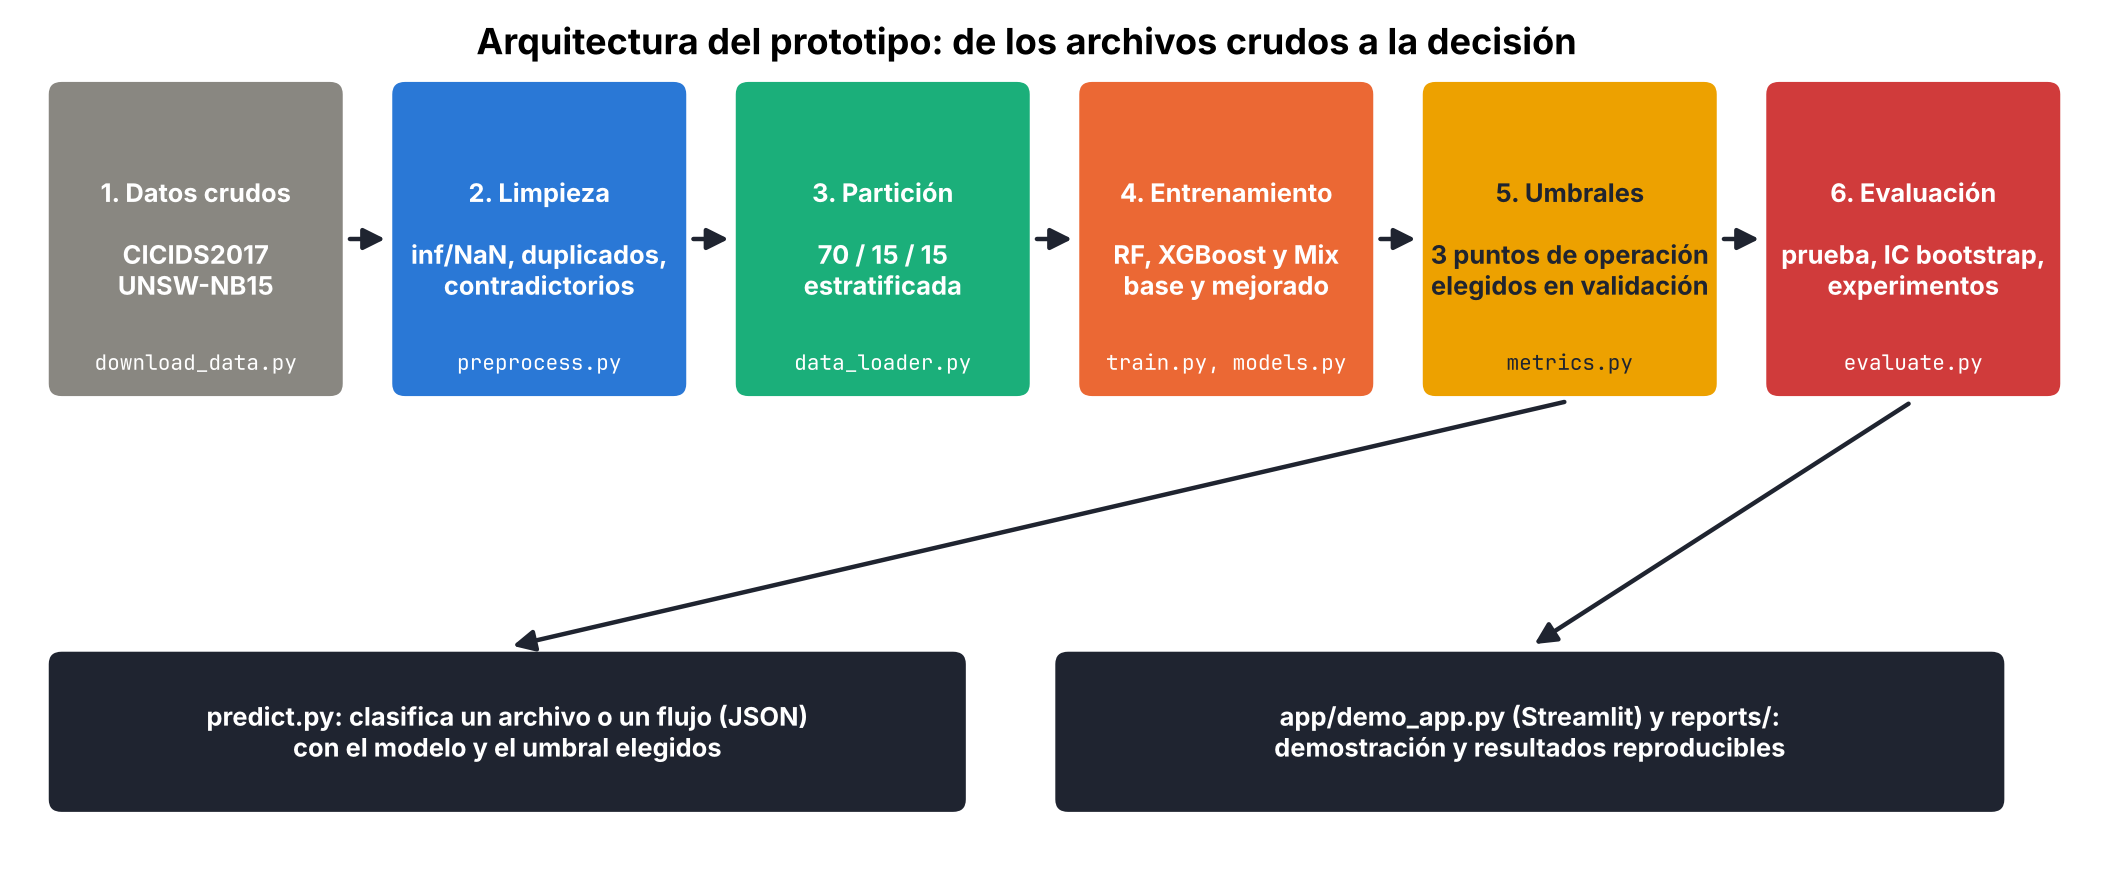 Arquitectura del prototipo: de los archivos crudos a la decisión
1. Datos crudos
CICIDS2017
UNSW-NB15
download_data.py
2. Limpieza
inf/NaN, duplicados,
contradictorios
preprocess.py
3. Partición
70 / 15 / 15
estratificada
data_loader.py
4. Entrenamiento
RF, XGBoost y Mix
base y mejorado
train.py, models.py
5. Umbrales
3 puntos de operación
elegidos en validación
metrics.py
6. Evaluación
prueba, IC bootstrap,
experimentos
evaluate.py
predict.py: clasifica un archivo o un flujo (JSON)
con el modelo y el umbral elegidos
app/demo_app.py (Streamlit) y reports/:
demostración y resultados reproducibles